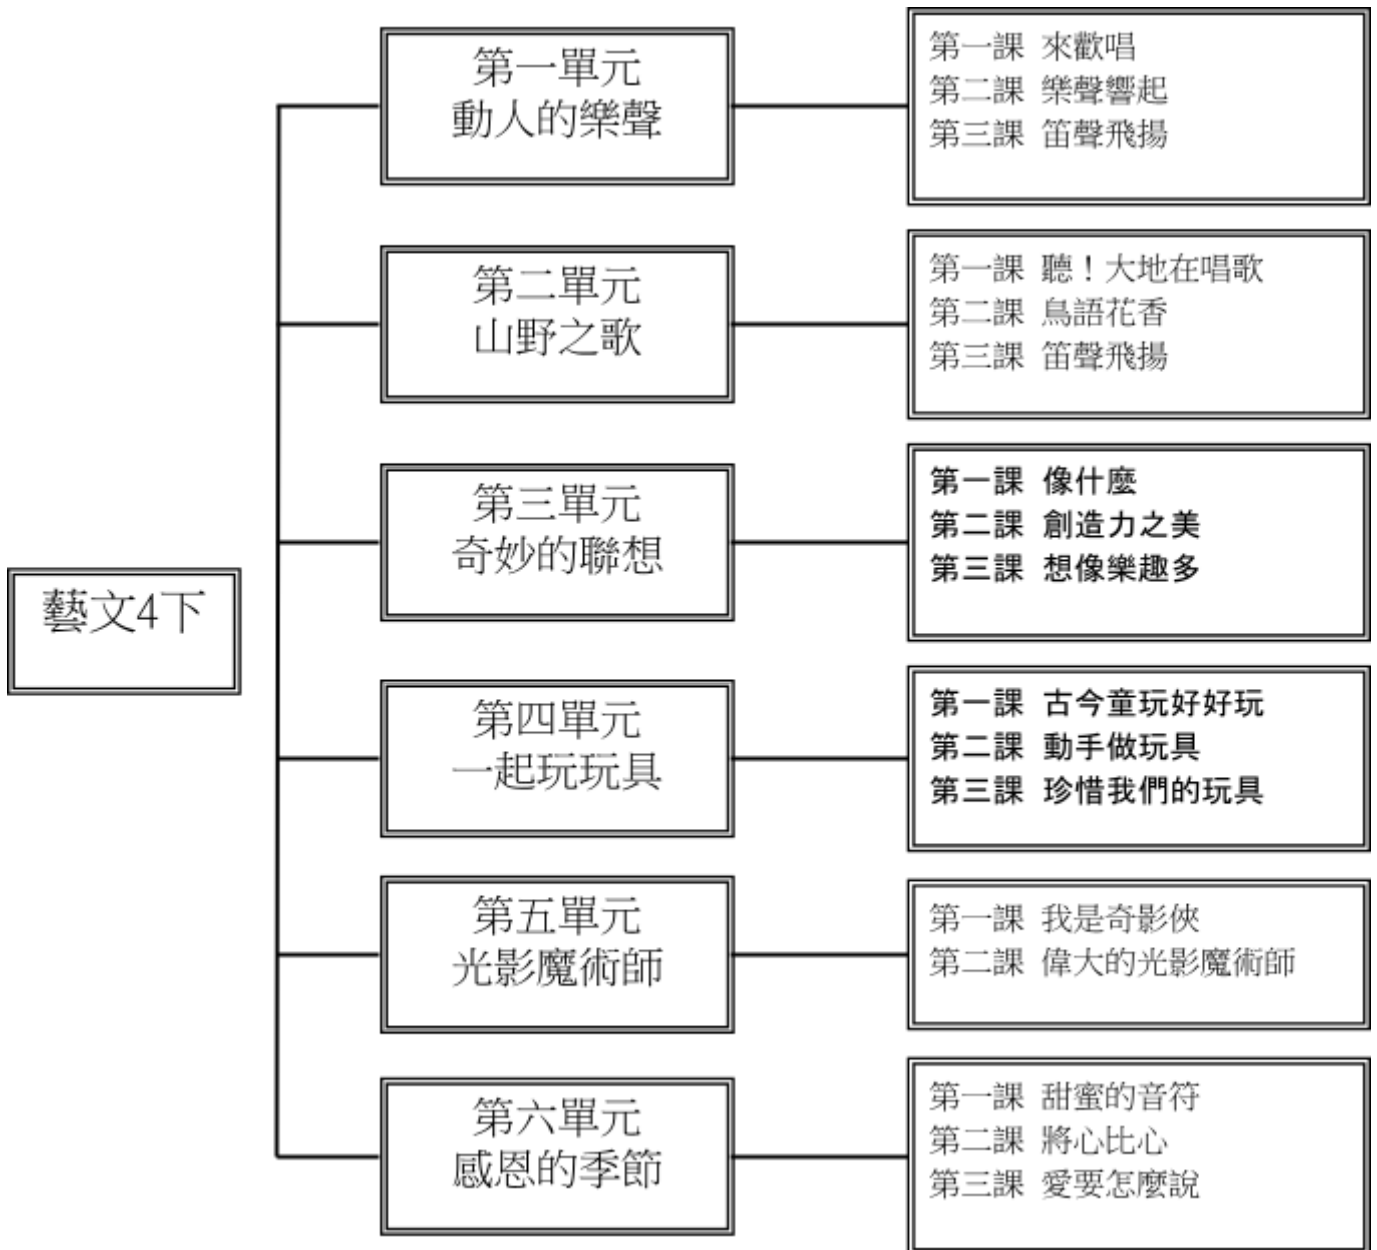 藝文4下
第一單元
動人的樂聲
第一課 來歡唱
第二課 樂聲響起
第三課 笛聲飛揚
第二單元
山野之歌
第一課 聽！大地在唱歌
第二課 鳥語花香
第三課 笛聲飛揚
第三單元
奇妙的聯想
第一課 像什麼
第二課 創造力之美
第三課 想像樂趣多
第四單元
一起玩玩具
第一課 古今童玩好好玩
第二課 動手做玩具
第三課 珍惜我們的玩具
第五單元
光影魔術師
第一課 我是奇影俠
第二課 偉大的光影魔術師
第六單元
感恩的季節
第一課 甜蜜的音符
第二課 將心比心
第三課 愛要怎麼說